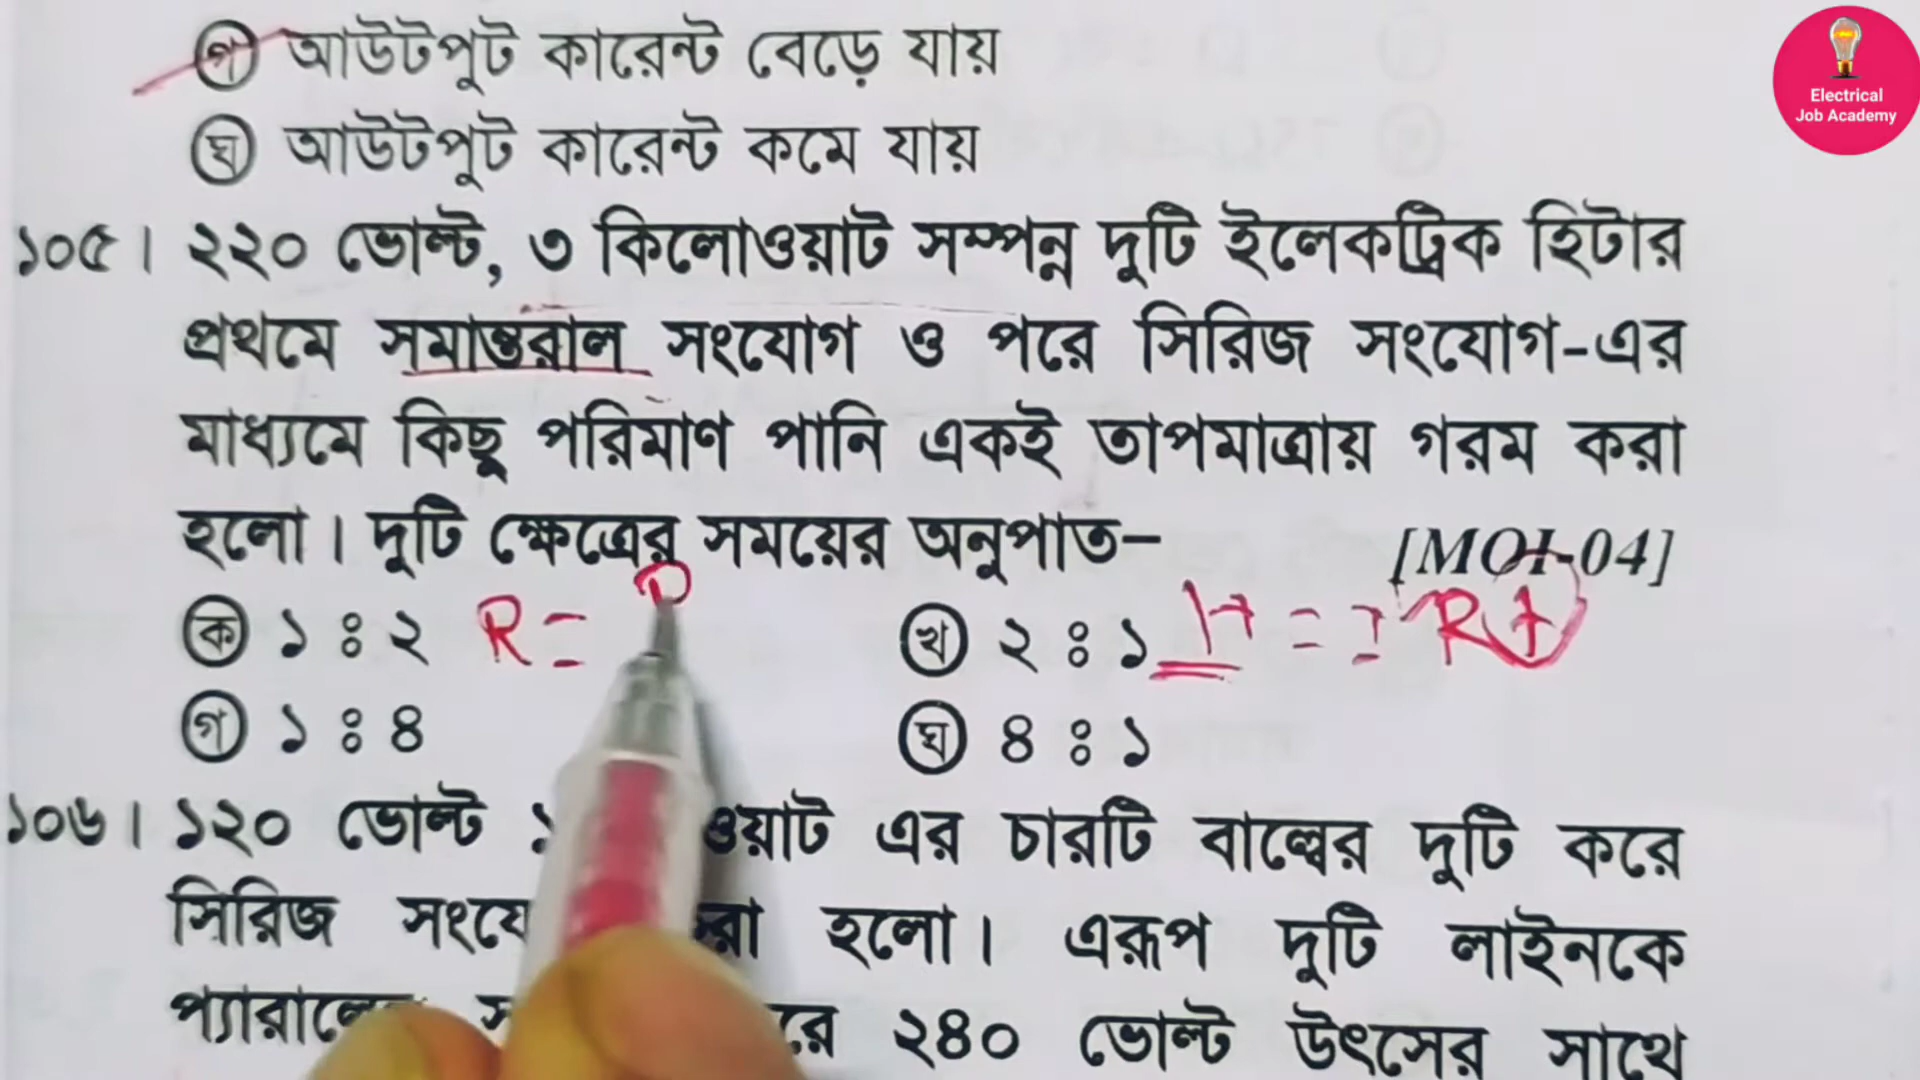 গ আউটপুট কারেন্ট বেড়ে যায়
ঘ আউটপুট কারেন্ট কমে যায়
Electrical
Job Academy
১০৫। ২২০ ভোল্ট, ৩ কিলোওয়াট সম্পন্ন দুটি ইলেকট্রিক হিটার
প্রথমে সমান্তরাল সংযোগ ও পরে সিরিজ সংযোগ-এর
মাধ্যমে কিছু পরিমাণ পানি একই তাপমাত্রায় গরম করা
হলো। দুটি ক্ষেত্রের সময়ের অনুপাত– [MOI-04]
ক ১ : ২ R = P খ ২ : ১ H = I²Rt
গ ১ : ৪ ঘ ৪ : ১
১০৬। ১২০ ভোল্ট ওয়াট এর চারটি বাল্বের দুটি করে
সিরিজ হলো। এরূপ দুটি লাইনকে
২৪০ ভোল্ট উৎসের সাথে